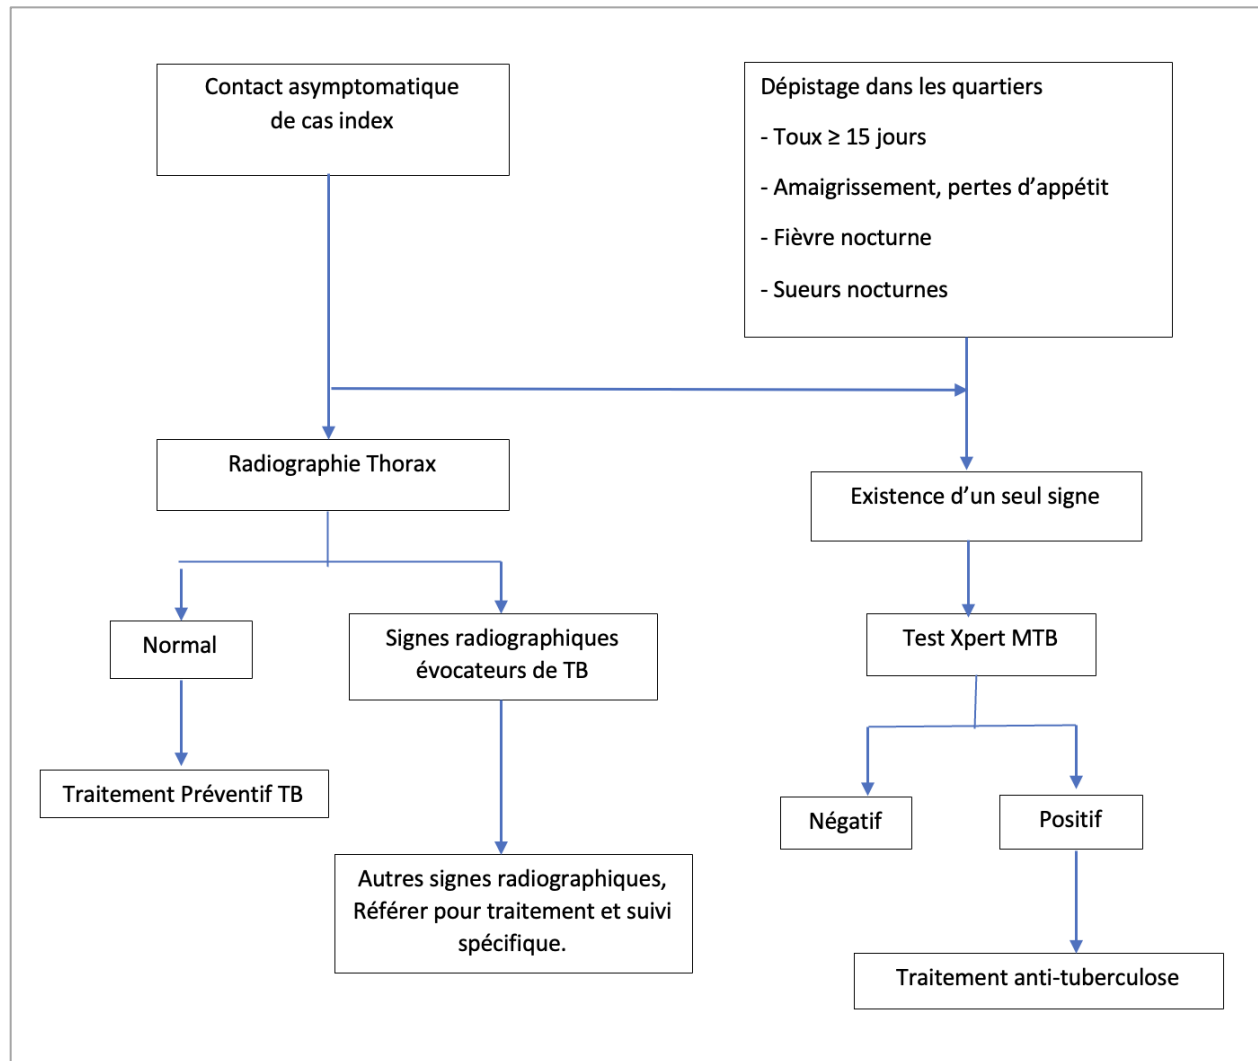 Contact asymptomatique
de cas index
Dépistage dans les quartiers
- Toux ≥ 15 jours
- Amaigrissement, pertes d’appétit
- Fièvre nocturne
- Sueurs nocturnes
Radiographie Thorax
Existence d’un seul signe
Normal
Signes radiographiques
évocateurs de TB
Test Xpert MTB
Traitement Préventif TB
Négatif
Positif
Autres signes radiographiques,
Référer pour traitement et suivi
spécifique.
Traitement anti-tuberculose